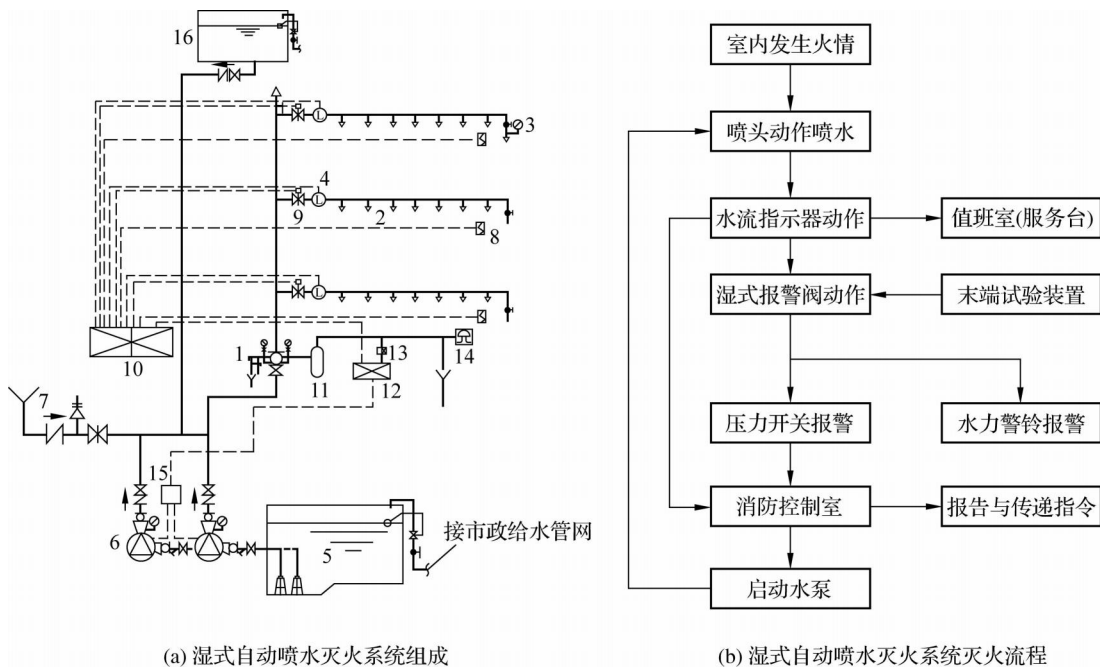 16
3
4
9
2
8
10
1
11
13
12
14
7
15
6
5
接市政给水管网
L
L
L
(a) 湿式自动喷水灭火系统组成
室内发生火情
喷头动作喷水
水流指示器动作
值班室(服务台)
湿式报警阀动作
末端试验装置
压力开关报警
水力警铃报警
消防控制室
报告与传递指令
启动水泵
(b) 湿式自动喷水灭火系统灭火流程